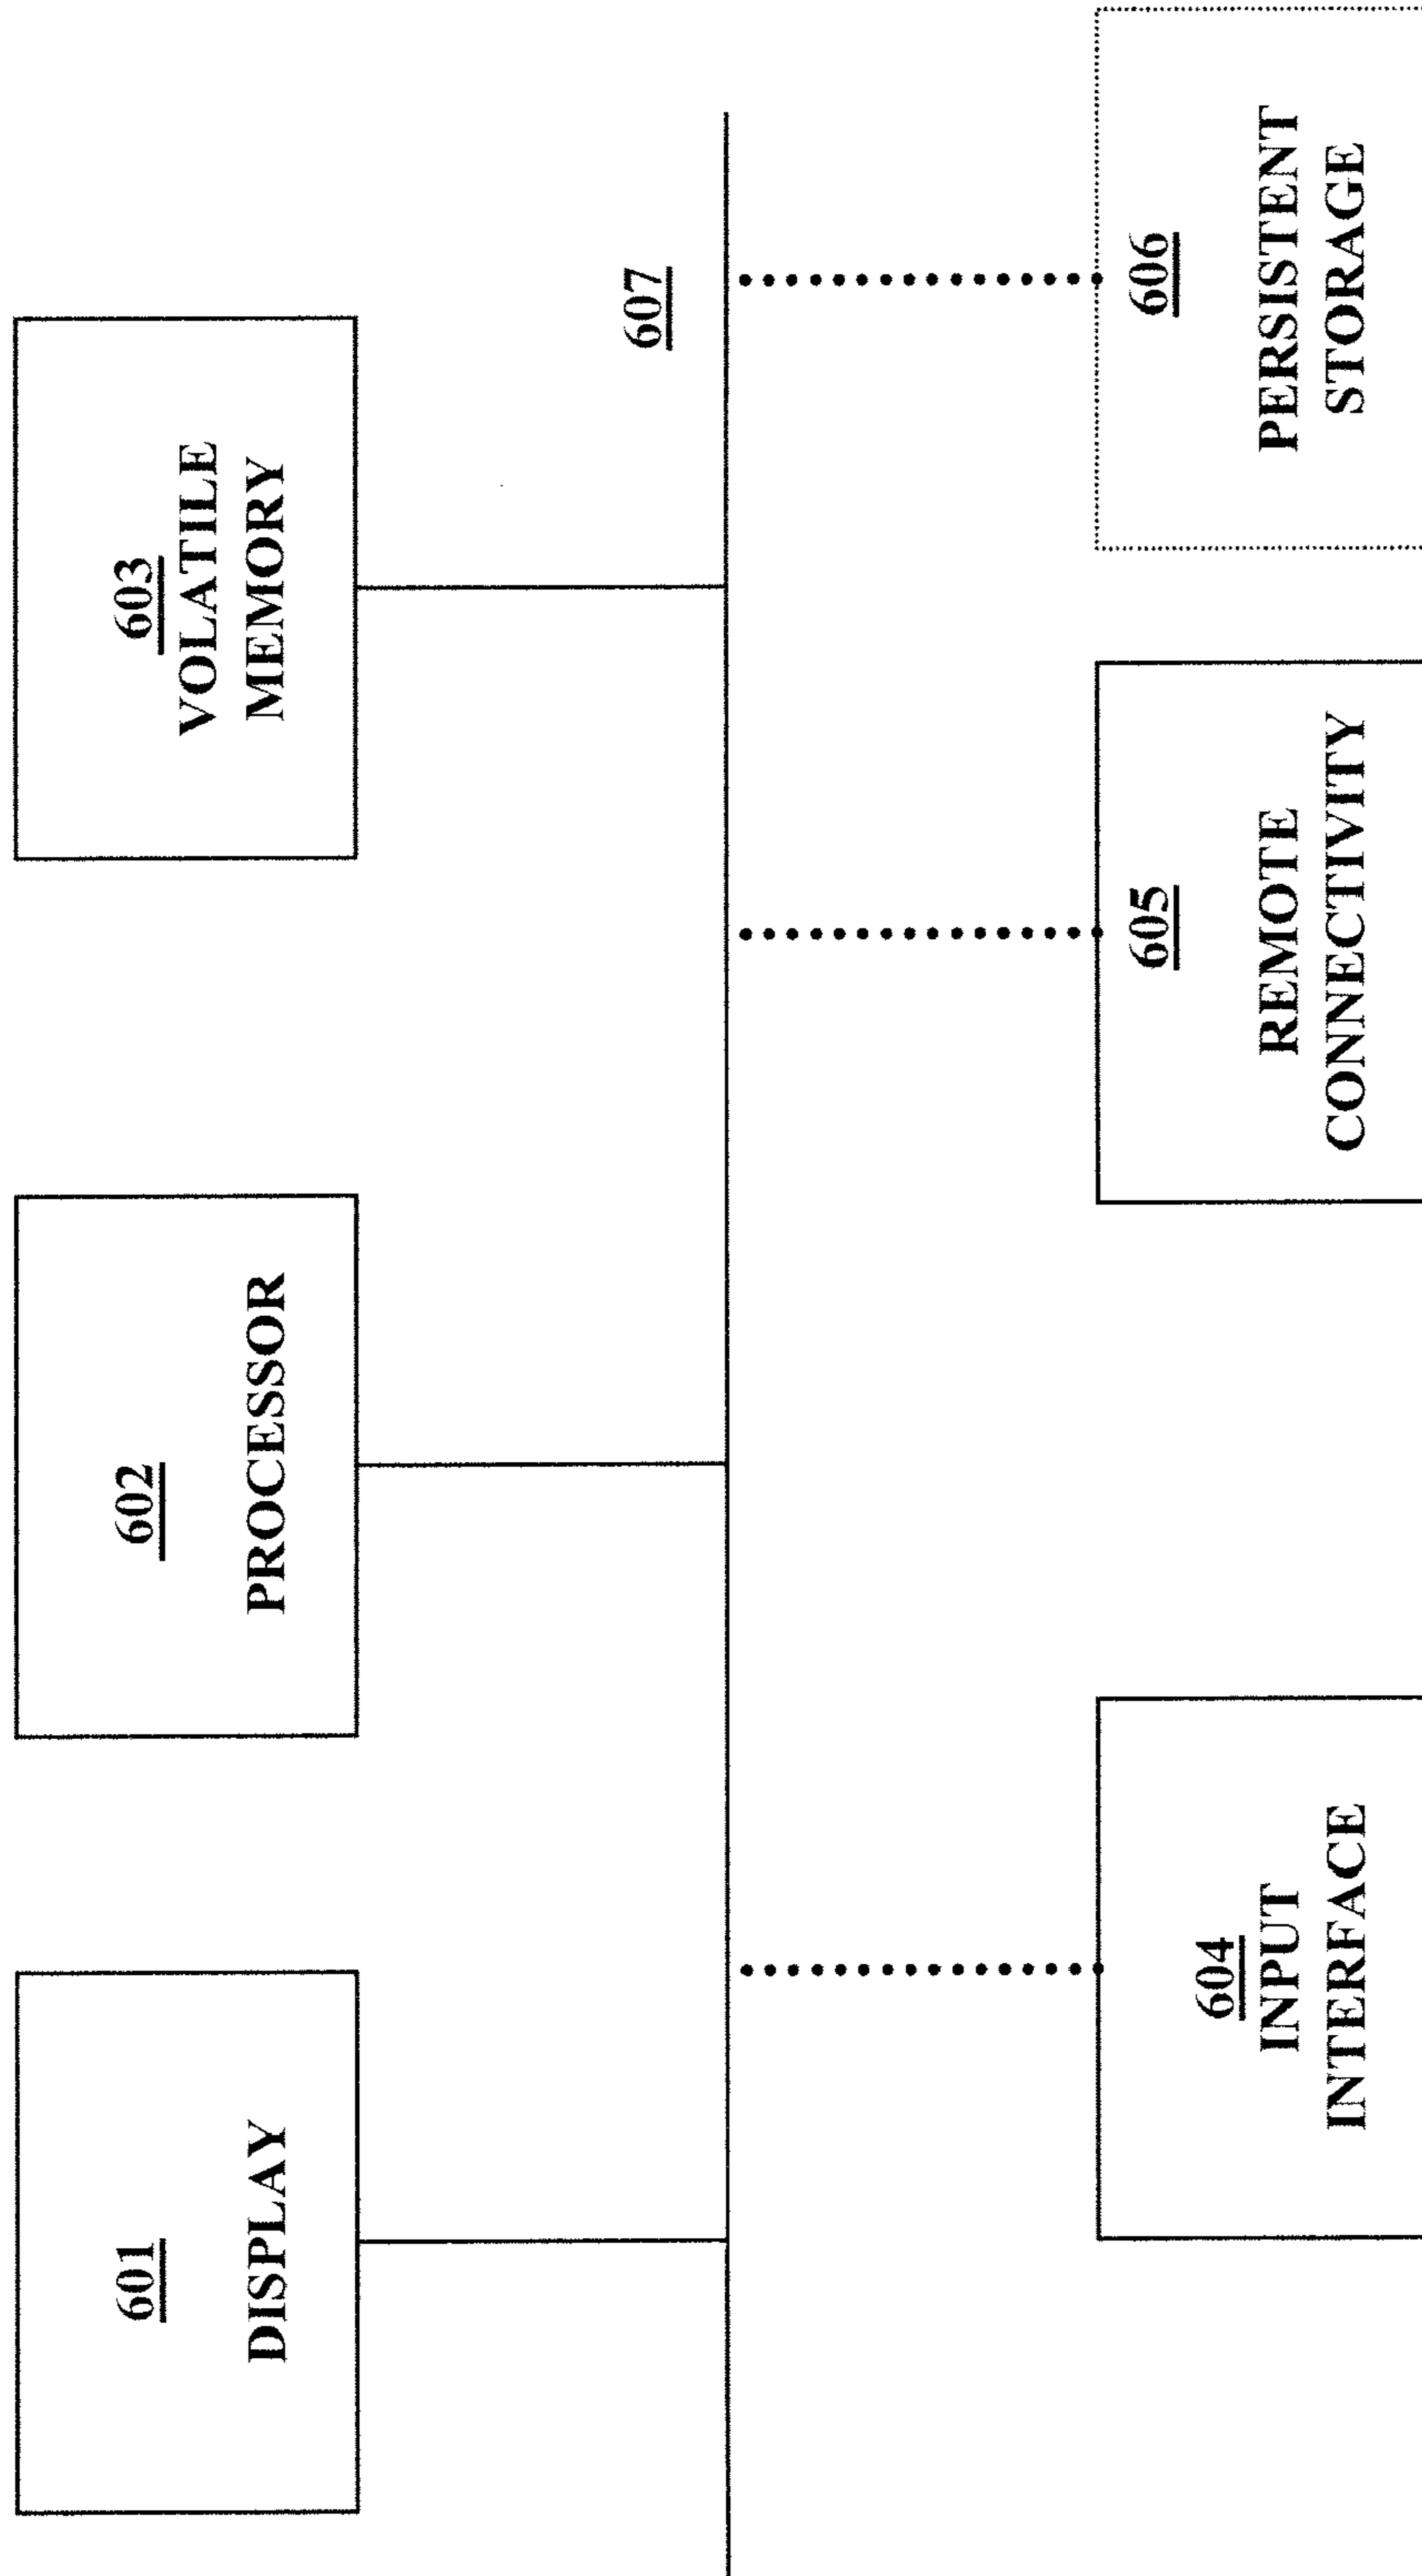 601
DISPLAY
602
PROCESSOR
603
VOLATILE
MEMORY
607
604
INPUT
INTERFACE
605
REMOTE
CONNECTIVITY
606
PERSISTENT
STORAGE